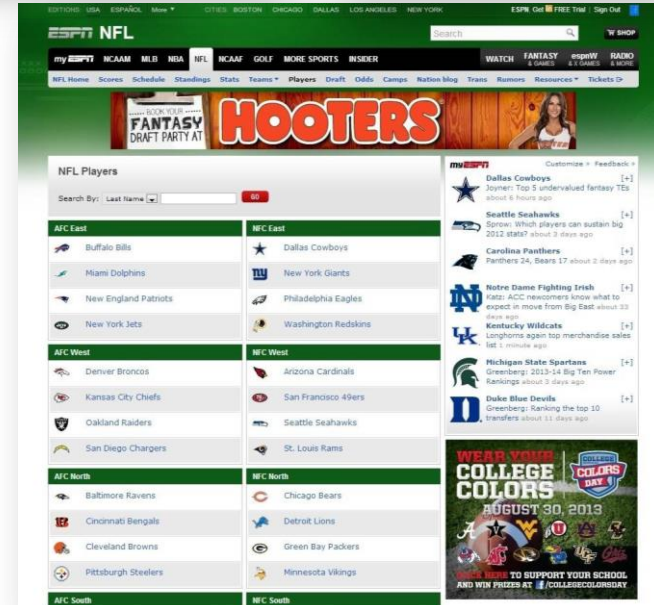 EDITIONS: USA ESPAÑOL More CITIES: BOSTON CHICAGO DALLAS LOS ANGELES NEW YORK
Get FREE Trial | Sign Out
ESPN NFL
Search
SHOP
my ESPN NCAAM MLB NBA NFL NCAAF GOLF MORE SPORTS INSIDER WATCH FANTASY & GAMES espnW RADIO & MORE
NFL Home Scores Schedule Standings Stats Teams Players Draft Odds Camps Nation blog Trans Rumors Resources Tickets
BOOK YOUR
FANTASY
DRAFT PARTY AT
HOOTERS
NFL Players
Search By: Last Name GO
AFC East
Buffalo Bills
Miami Dolphins
New England Patriots
New York Jets
NFC East
Dallas Cowboys
New York Giants
Philadelphia Eagles
Washington Redskins
AFC West
Denver Broncos
Kansas City Chiefs
Oakland Raiders
San Diego Chargers
NFC West
Arizona Cardinals
San Francisco 49ers
Seattle Seahawks
St. Louis Rams
AFC North
Baltimore Ravens
Cincinnati Bengals
Cleveland Browns
Pittsburgh Steelers
NFC North
Chicago Bears
Detroit Lions
Green Bay Packers
Minnesota Vikings
AFC South
NFC South
my ESPN Customize Feedback
Dallas Cowboys [+]
Joyner: Top 5 undervalued fantasy TEs
about 6 hours ago
Seattle Seahawks [+]
Sprow: Which players can sustain big
2012 stats? about 3 days ago
Carolina Panthers [+]
Panthers 24, Bears 17 about 2 days ago
Notre Dame Fighting Irish [+]
Katz: ACC newcomers know what to
expect in move from Big East about 23
days ago
Kentucky Wildcats [+]
Longhorns again top merchandise sales
list 1 minute ago
Michigan State Spartans [+]
Greenberg: 2013-14 Big Ten Power
Rankings about 3 days ago
Duke Blue Devils [+]
Greenberg: Ranking the top 10
transfers about 11 days ago
WEAR YOUR
COLLEGE
COLORS
COLLEGE
COLORS
DAY
AUGUST 30, 2013
CLICK HERE TO SUPPORT YOUR SCHOOL
AND WIN PRIZES AT /COLLEGECOLORSDAY